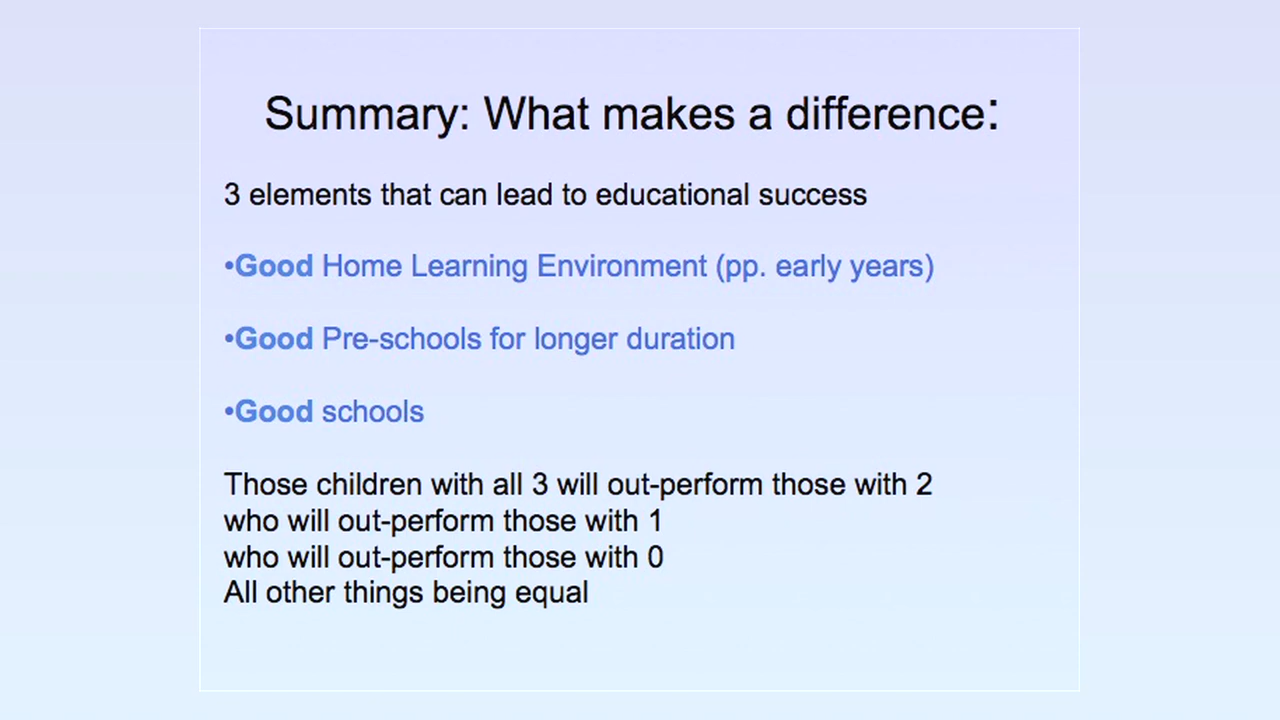 Summary: What makes a difference:
3 elements that can lead to educational success
•Good Home Learning Environment (pp. early years)
•Good Pre-schools for longer duration
•Good schools
Those children with all 3 will out-perform those with 2
who will out-perform those with 1
who will out-perform those with 0
All other things being equal